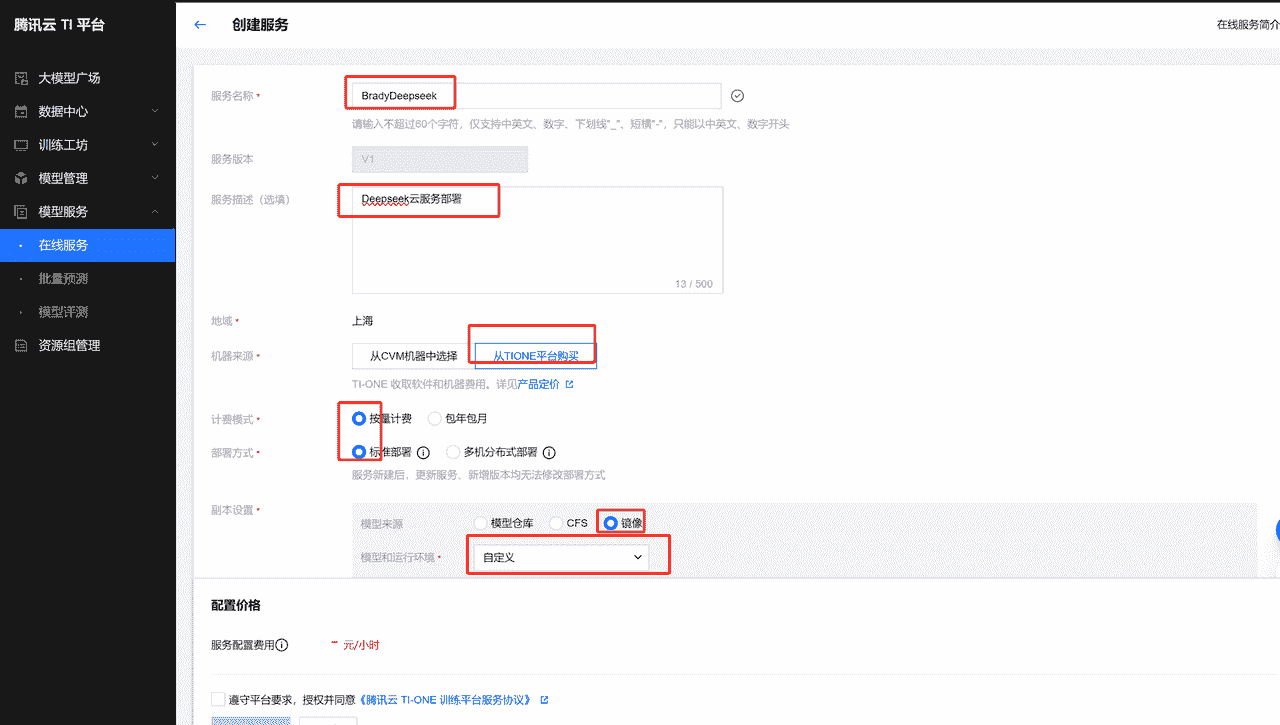 腾讯云 TI 平台
创建服务
在线服务简介
大模型广场
数据中心
训练工坊
模型管理
模型服务
在线服务
批量预测
模型评测
资源组管理
服务名称*
BradyDeepseek
请输入不超过60个字符，仅支持中英文、数字、下划线"_"、短横"-"，只能以中英文、数字开头
服务版本
V1
服务描述（选填）
Deepseek云服务部署
13 / 500
地域*
上海
机器来源*
从CVM机器中选择
从TIONE平台购买
TI-ONE 收取软件和机器费用。详见产品定价
计费模式*
按量计费
包年包月
部署方式*
标准部署
多机分布式部署
服务新建后，更新服务、新增版本均无法修改部署方式
副本设置*
模型来源
模型仓库
CFS
镜像
模型和运行环境*
自定义
配置价格
服务配置费用
-- 元/小时
遵守平台要求，授权并同意《腾讯云 TI-ONE 训练平台服务协议》